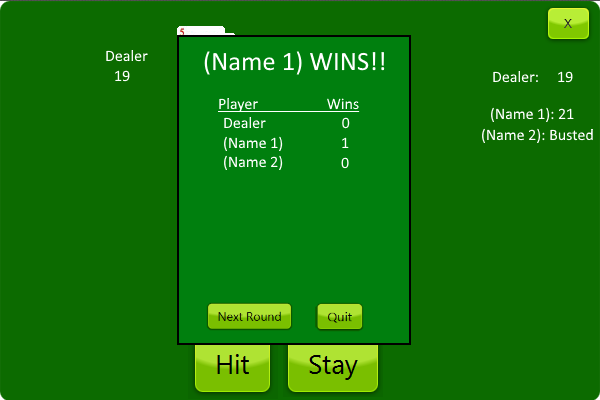 5
X
Dealer
19
(Name 1) WINS!!
Player Wins
Dealer 0
(Name 1) 1
(Name 2) 0
Dealer: 19
(Name 1): 21
(Name 2): Busted
Next Round Quit
Hit Stay